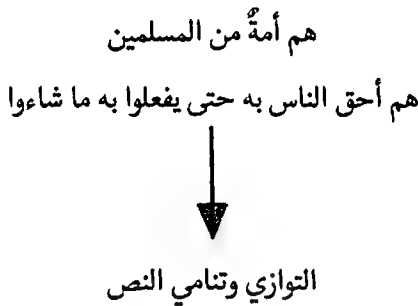 هم أمةٌ من المسلمين
هم أحق الناس به حتى يفعلوا به ما شاءوا
التوازي وتنامي النص